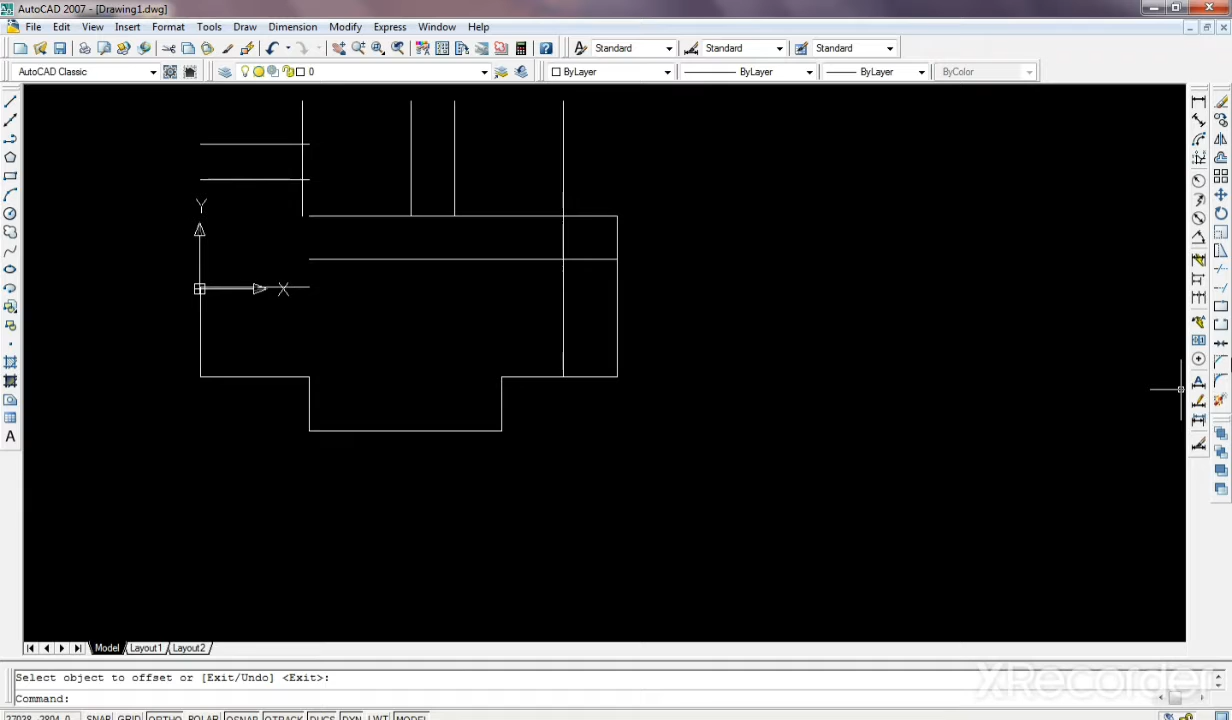 AutoCAD 2007 - [Drawing1.dwg]
File Edit View Insert Format Tools Draw Dimension Modify Express Window Help
Standard Standard Standard
AutoCAD Classic 0 ByLayer ByLayer ByLayer ByColor
Y
X
A
Model Layout1 Layout2
Select object to offset or [Exit/Undo] <Exit>:
Command:
XRecorder
SNAP GRID ORTHO POLAR OSNAP OTRACK DUCS DYN LWT MODEL